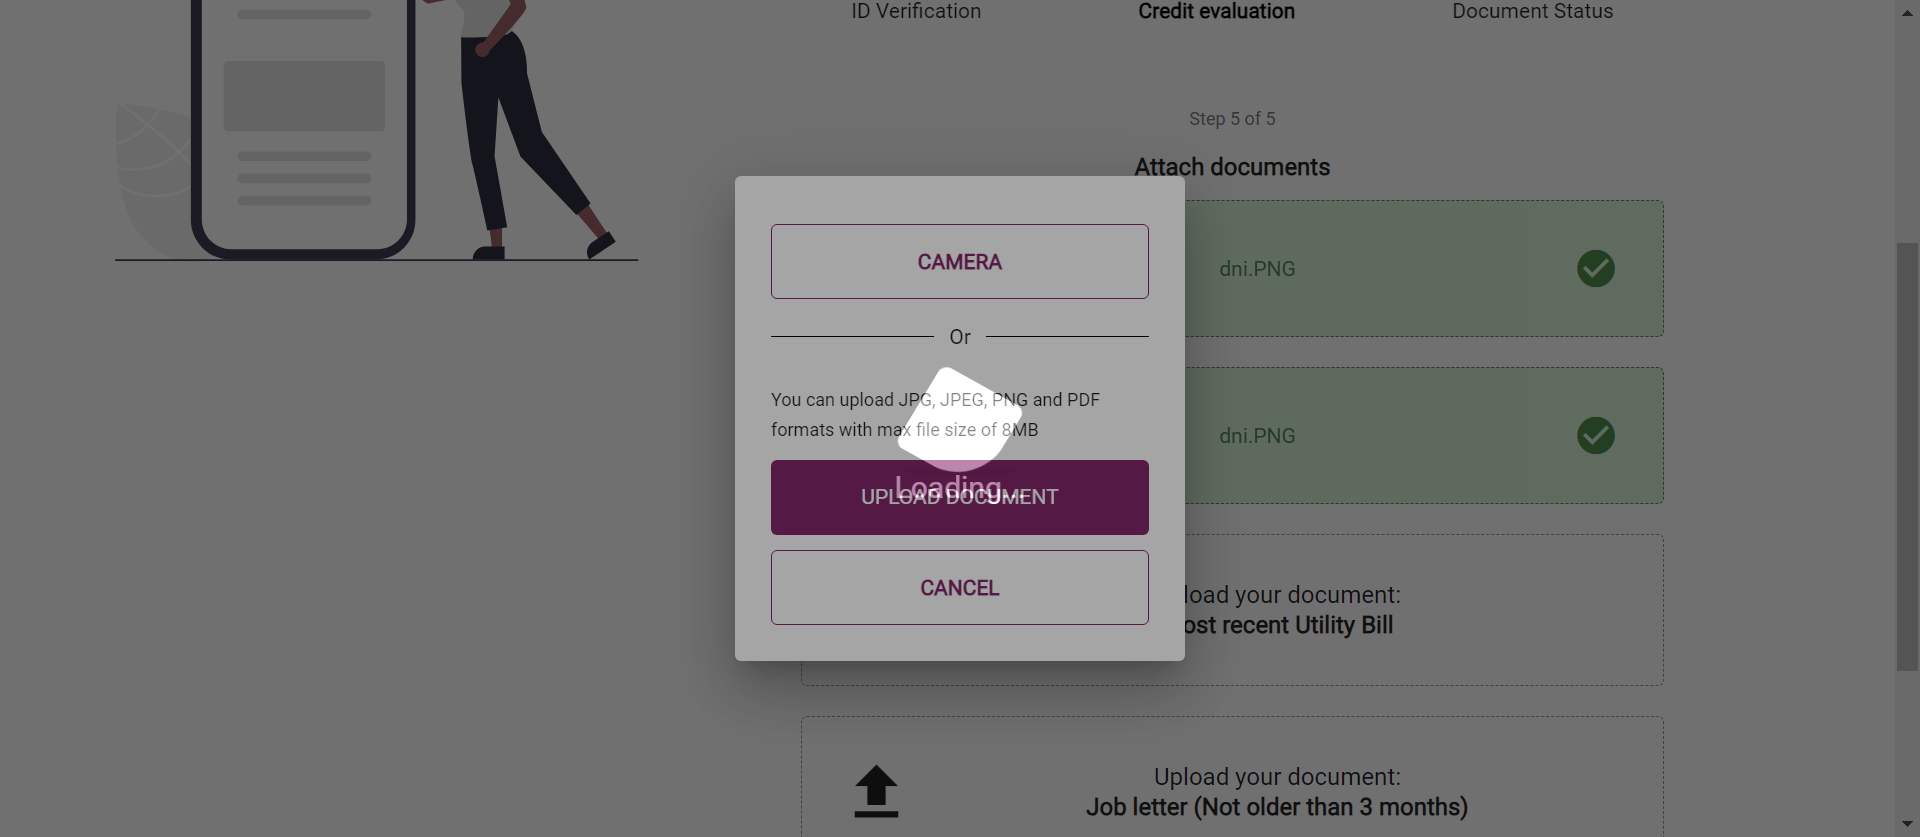 ID Verification
Credit evaluation
Document Status
Step 5 of 5
Attach documents
dni.PNG
dni.PNG
CAMERA
Or
You can upload JPG, JPEG, PNG and PDF
formats with max file size of 8MB
Loading...
UPLOAD DOCUMENT
CANCEL
load your document:
ost recent Utility Bill
Upload your document:
Job letter (Not older than 3 months)